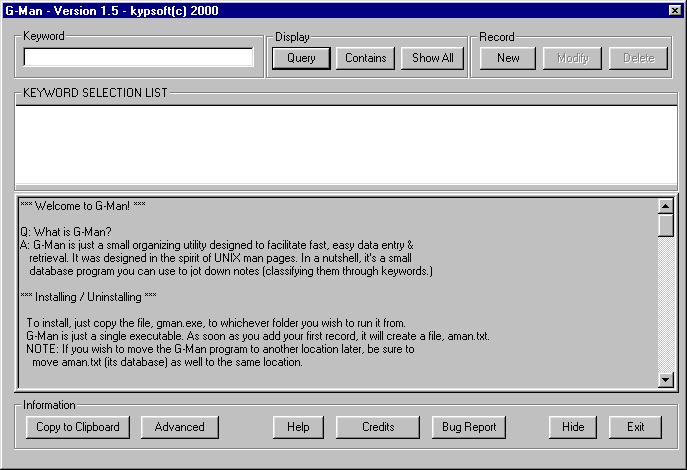 G-Man - Version 1.5 - kypsoft(c) 2000
Keyword
Display
Record
Query
Contains
Show All
New
Modify
Delete
KEYWORD SELECTION LIST
*** Welcome to G-Man! ***
Q: What is G-Man?
A: G-Man is just a small organizing utility designed to facilitate fast, easy data entry &
retrieval. It was designed in the spirit of UNIX man pages. In a nutshell, it's a small
database program you can use to jot down notes (classifying them through keywords.)
*** Installing / Uninstalling ***
To install, just copy the file, gman.exe, to whichever folder you wish to run it from.
G-Man is just a single executable. As soon as you add your first record, it will create a file, aman.txt.
NOTE: If you wish to move the G-Man program to another location later, be sure to
move aman.txt (its database) as well to the same location.
Information
Copy to Clipboard
Advanced
Help
Credits
Bug Report
Hide
Exit